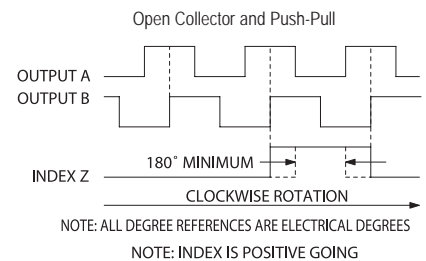 Open Collector and Push-Pull
OUTPUT A
OUTPUT B
180° MINIMUM
INDEX Z
CLOCKWISE ROTATION
NOTE: ALL DEGREE REFERENCES ARE ELECTRICAL DEGREES
NOTE: INDEX IS POSITIVE GOING